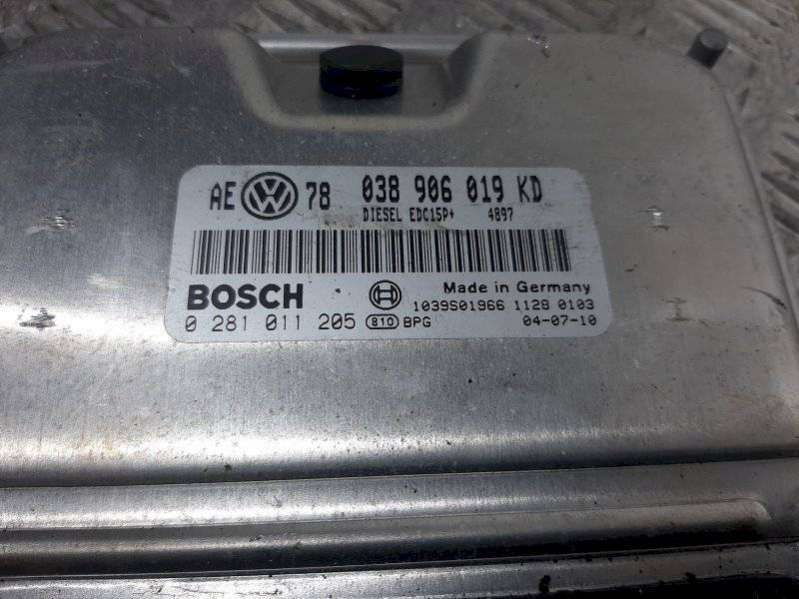 AE VW 78 038 906 019 KD
DIESEL EDC15P+ 4897
BOSCH Made in Germany
1039S01966 1128 0103
0 281 011 205 810 BPG 04-07-10